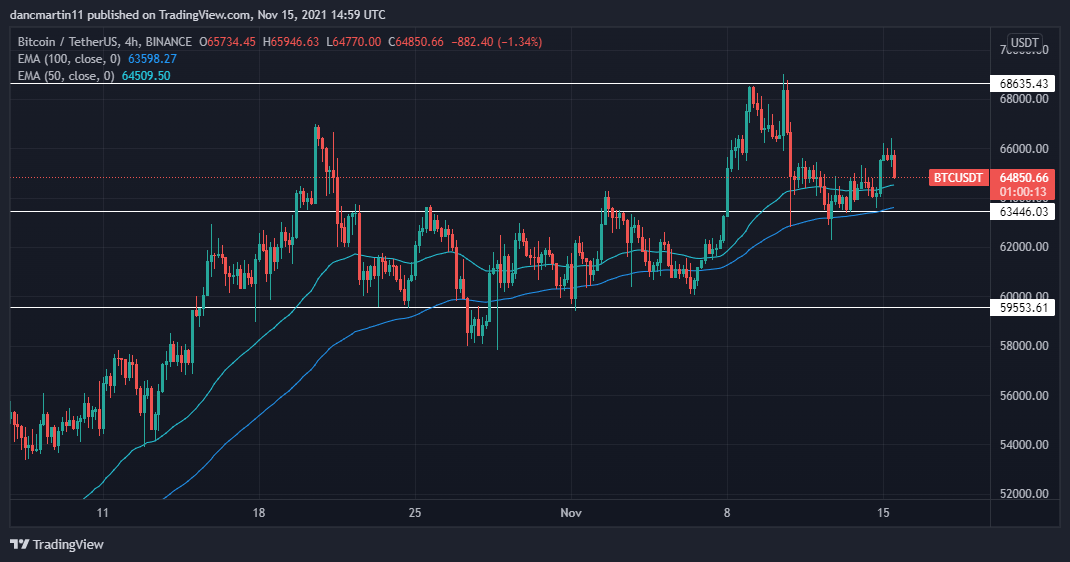 dancmartin11 published on TradingView.com, Nov 15, 2021 14:59 UTC
Bitcoin / TetherUS, 4h, BINANCE O65734.45 H65946.63 L64770.00 C64850.66 −882.40 (−1.34%)
EMA (100, close, 0) 63598.27
EMA (50, close, 0) 64509.50
USDT
68635.43
68000.00
66000.00
BTCUSDT 64850.66
01:00:13
63446.03
62000.00
60000.00
59553.61
58000.00
56000.00
54000.00
52000.00
11 18 25 Nov 8 15
TradingView